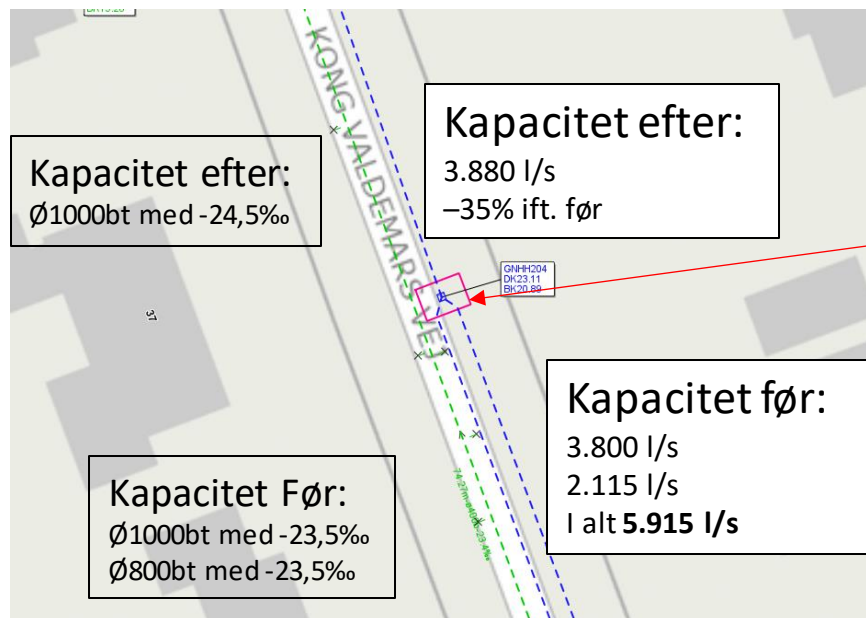 KONG VALDEMARS VEJ
Kapacitet efter:
Ø1000bt med -24,5‰
Kapacitet efter:
3.880 l/s
–35% ift. før
GNHH204
DK23.11
BK20.89
37
Kapacitet før:
3.800 l/s
2.115 l/s
I alt 5.915 l/s
Kapacitet Før:
Ø1000bt med -23,5‰
Ø800bt med -23,5‰